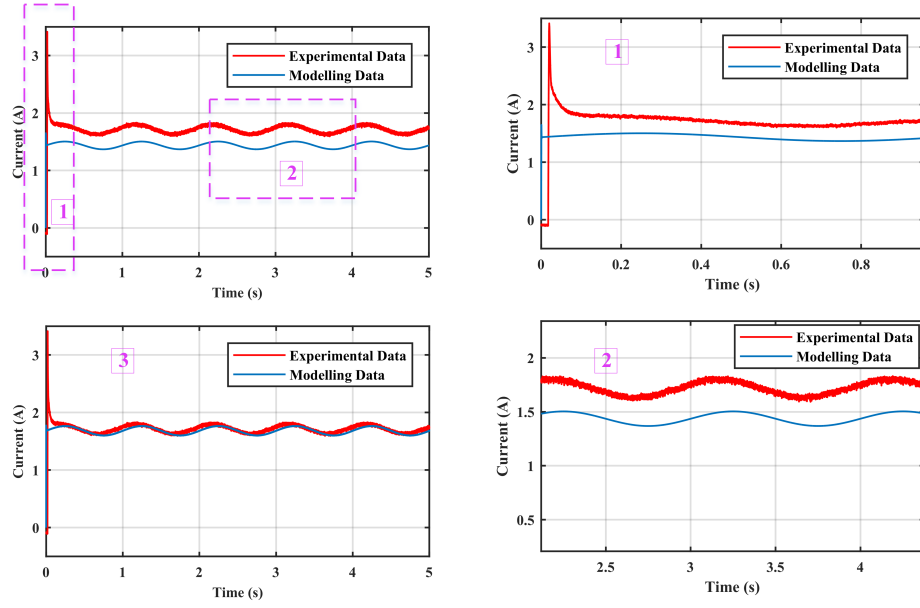 3
2
1
0
Current (A)
Experimental Data
Modelling Data
1
2
0 1 2 3 4 5
Time (s)
3
2
1
0
Current (A)
1
Experimental Data
Modelling Data
0 0.2 0.4 0.6 0.8
Time (s)
3
2
1
0
Current (A)
3
Experimental Data
Modelling Data
0 1 2 3 4 5
Time (s)
2
1.5
1
0.5
Current (A)
2
Experimental Data
Modelling Data
2.5 3 3.5 4
Time (s)